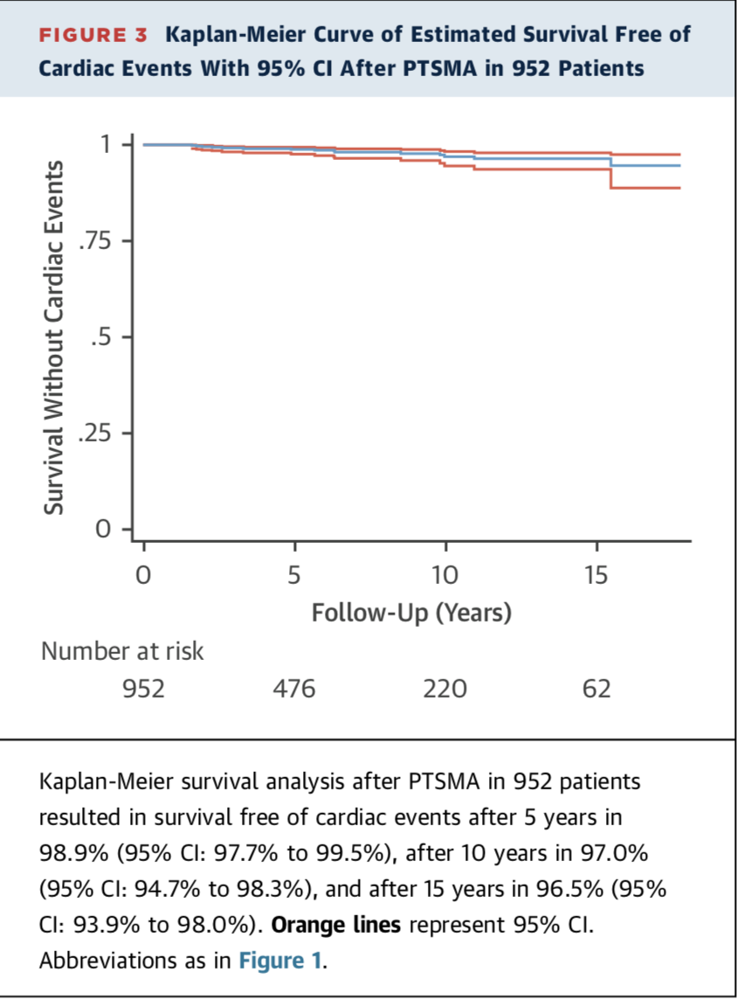 FIGURE 3 Kaplan-Meier Curve of Estimated Survival Free of
Cardiac Events With 95% CI After PTSMA in 952 Patients
Survival Without Cardiac Events
1
.75
.5
.25
0
0 5 10 15
Follow-Up (Years)
Number at risk
952 476 220 62
Kaplan-Meier survival analysis after PTSMA in 952 patients
resulted in survival free of cardiac events after 5 years in
98.9% (95% CI: 97.7% to 99.5%), after 10 years in 97.0%
(95% CI: 94.7% to 98.3%), and after 15 years in 96.5% (95%
CI: 93.9% to 98.0%). Orange lines represent 95% CI.
Abbreviations as in Figure 1.